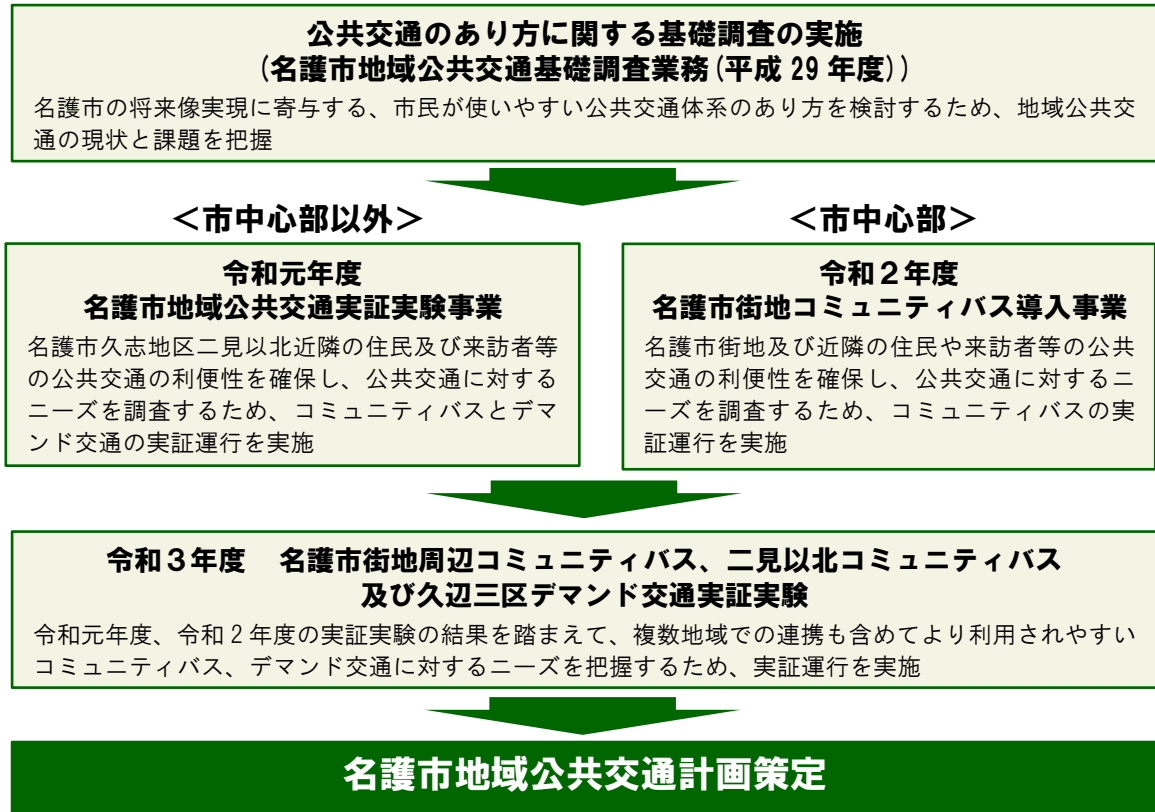 公共交通のあり方に関する基礎調査の実施
(名護市地域公共交通基礎調査業務(平成 29 年度))
名護市の将来像実現に寄与する、市民が使いやすい公共交通体系のあり方を検討するため、地域公共交
通の現状と課題を把握
＜市中心部以外＞
令和元年度
名護市地域公共交通実証実験事業
名護市久志地区二見以北近隣の住民及び来訪者等
の公共交通の利便性を確保し、公共交通に対する
ニーズを調査するため、コミュニティバスとデマ
ンド交通の実証運行を実施
＜市中心部＞
令和２年度
名護市街地コミュニティバス導入事業
名護市街地及び近隣の住民や来訪者等の公共
交通の利便性を確保し、公共交通に対するニ
ーズを調査するため、コミュニティバスの実
証運行を実施
令和３年度　名護市街地周辺コミュニティバス、二見以北コミュニティバス
及び久辺三区デマンド交通実証実験
令和元年度、令和２年度の実証実験の結果を踏まえて、複数地域での連携も含めてより利用されやすい
コミュニティバス、デマンド交通に対するニーズを把握するため、実証運行を実施
名護市地域公共交通計画策定